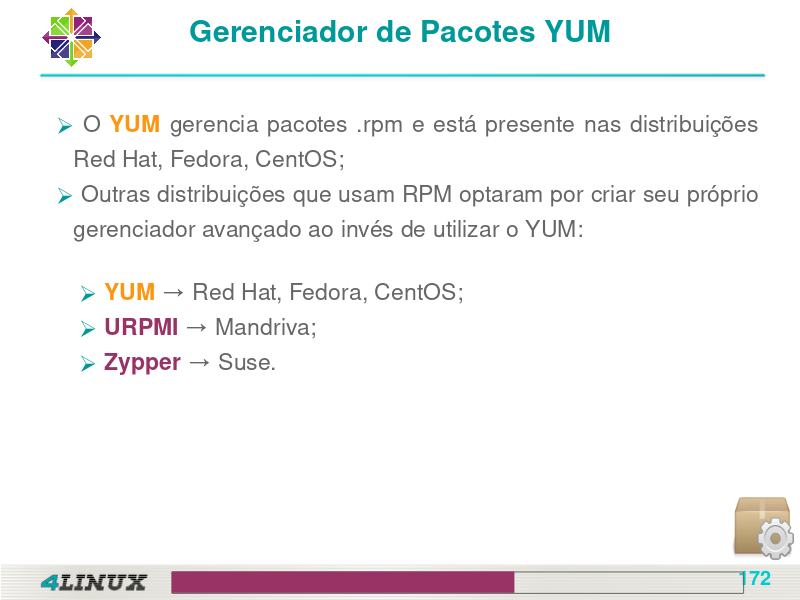 Gerenciador de Pacotes YUM
➢ O YUM gerencia pacotes .rpm e está presente nas distribuições
Red Hat, Fedora, CentOS;
➢ Outras distribuições que usam RPM optaram por criar seu próprio
gerenciador avançado ao invés de utilizar o YUM:
➢ YUM → Red Hat, Fedora, CentOS;
➢ URPMI → Mandriva;
➢ Zypper → Suse.
4LINUX
172